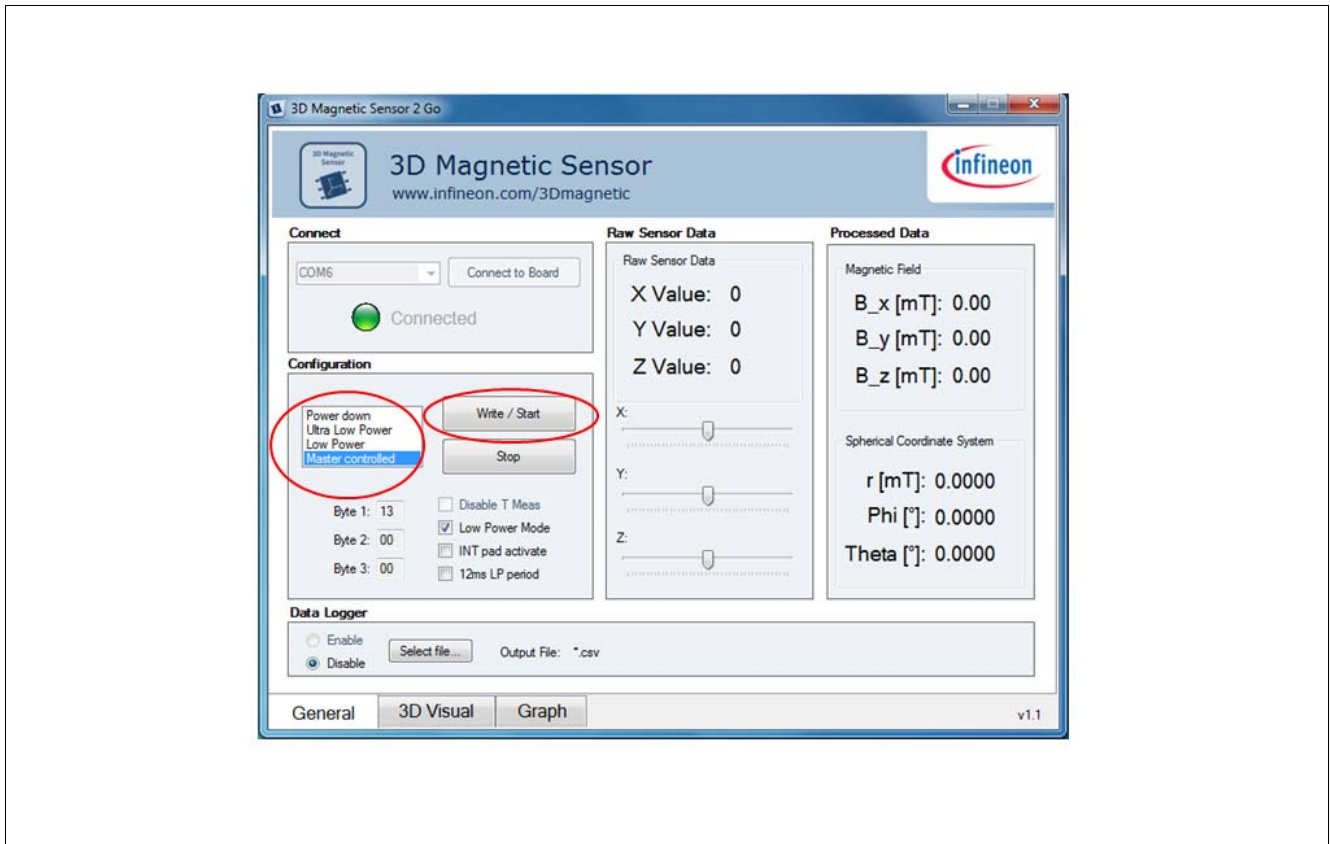 3D Magnetic Sensor 2 Go
3D Magnetic
Sensor
3D Magnetic Sensor
www.infineon.com/3Dmagnetic
infineon
Connect
COM6
Connect to Board
Connected
Configuration
Power down
Ultra Low Power
Low Power
Master controlled
Write / Start
Stop
Byte 1: 13
Byte 2: 00
Byte 3: 00
Disable T Meas
Low Power Mode
INT pad activate
12ms LP period
Raw Sensor Data
Raw Sensor Data
X Value: 0
Y Value: 0
Z Value: 0
X:
Y:
Z:
Processed Data
Magnetic Field
B_x [mT]: 0.00
B_y [mT]: 0.00
B_z [mT]: 0.00
Spherical Coordinate System
r [mT]: 0.0000
Phi [°]: 0.0000
Theta [°]: 0.0000
Data Logger
Enable
Disable
Select file...
Output File: *.csv
General
3D Visual
Graph
v1.1